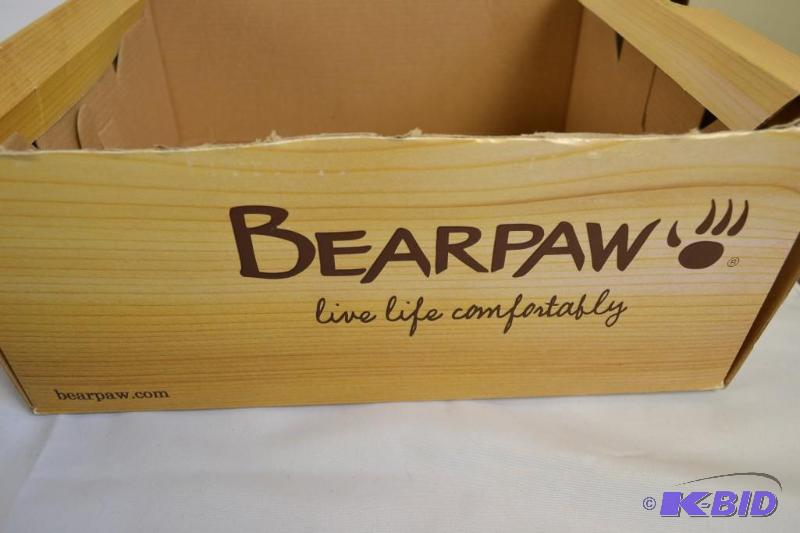 BEARPAW ®
live life comfortably
bearpaw.com
© K-BID